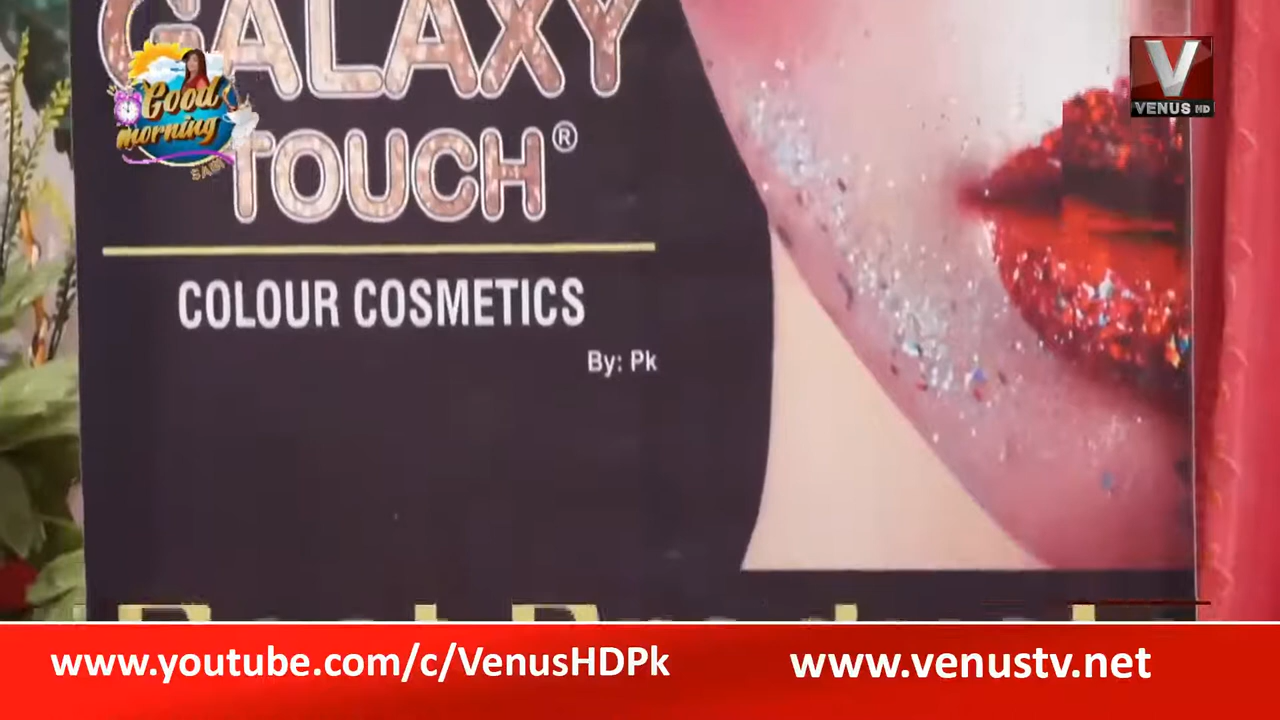 GALAXY
TOUCH®
COLOUR COSMETICS
By: Pk
Good
morning
VENUS HD
www.youtube.com/c/VenusHDPk
www.venustv.net